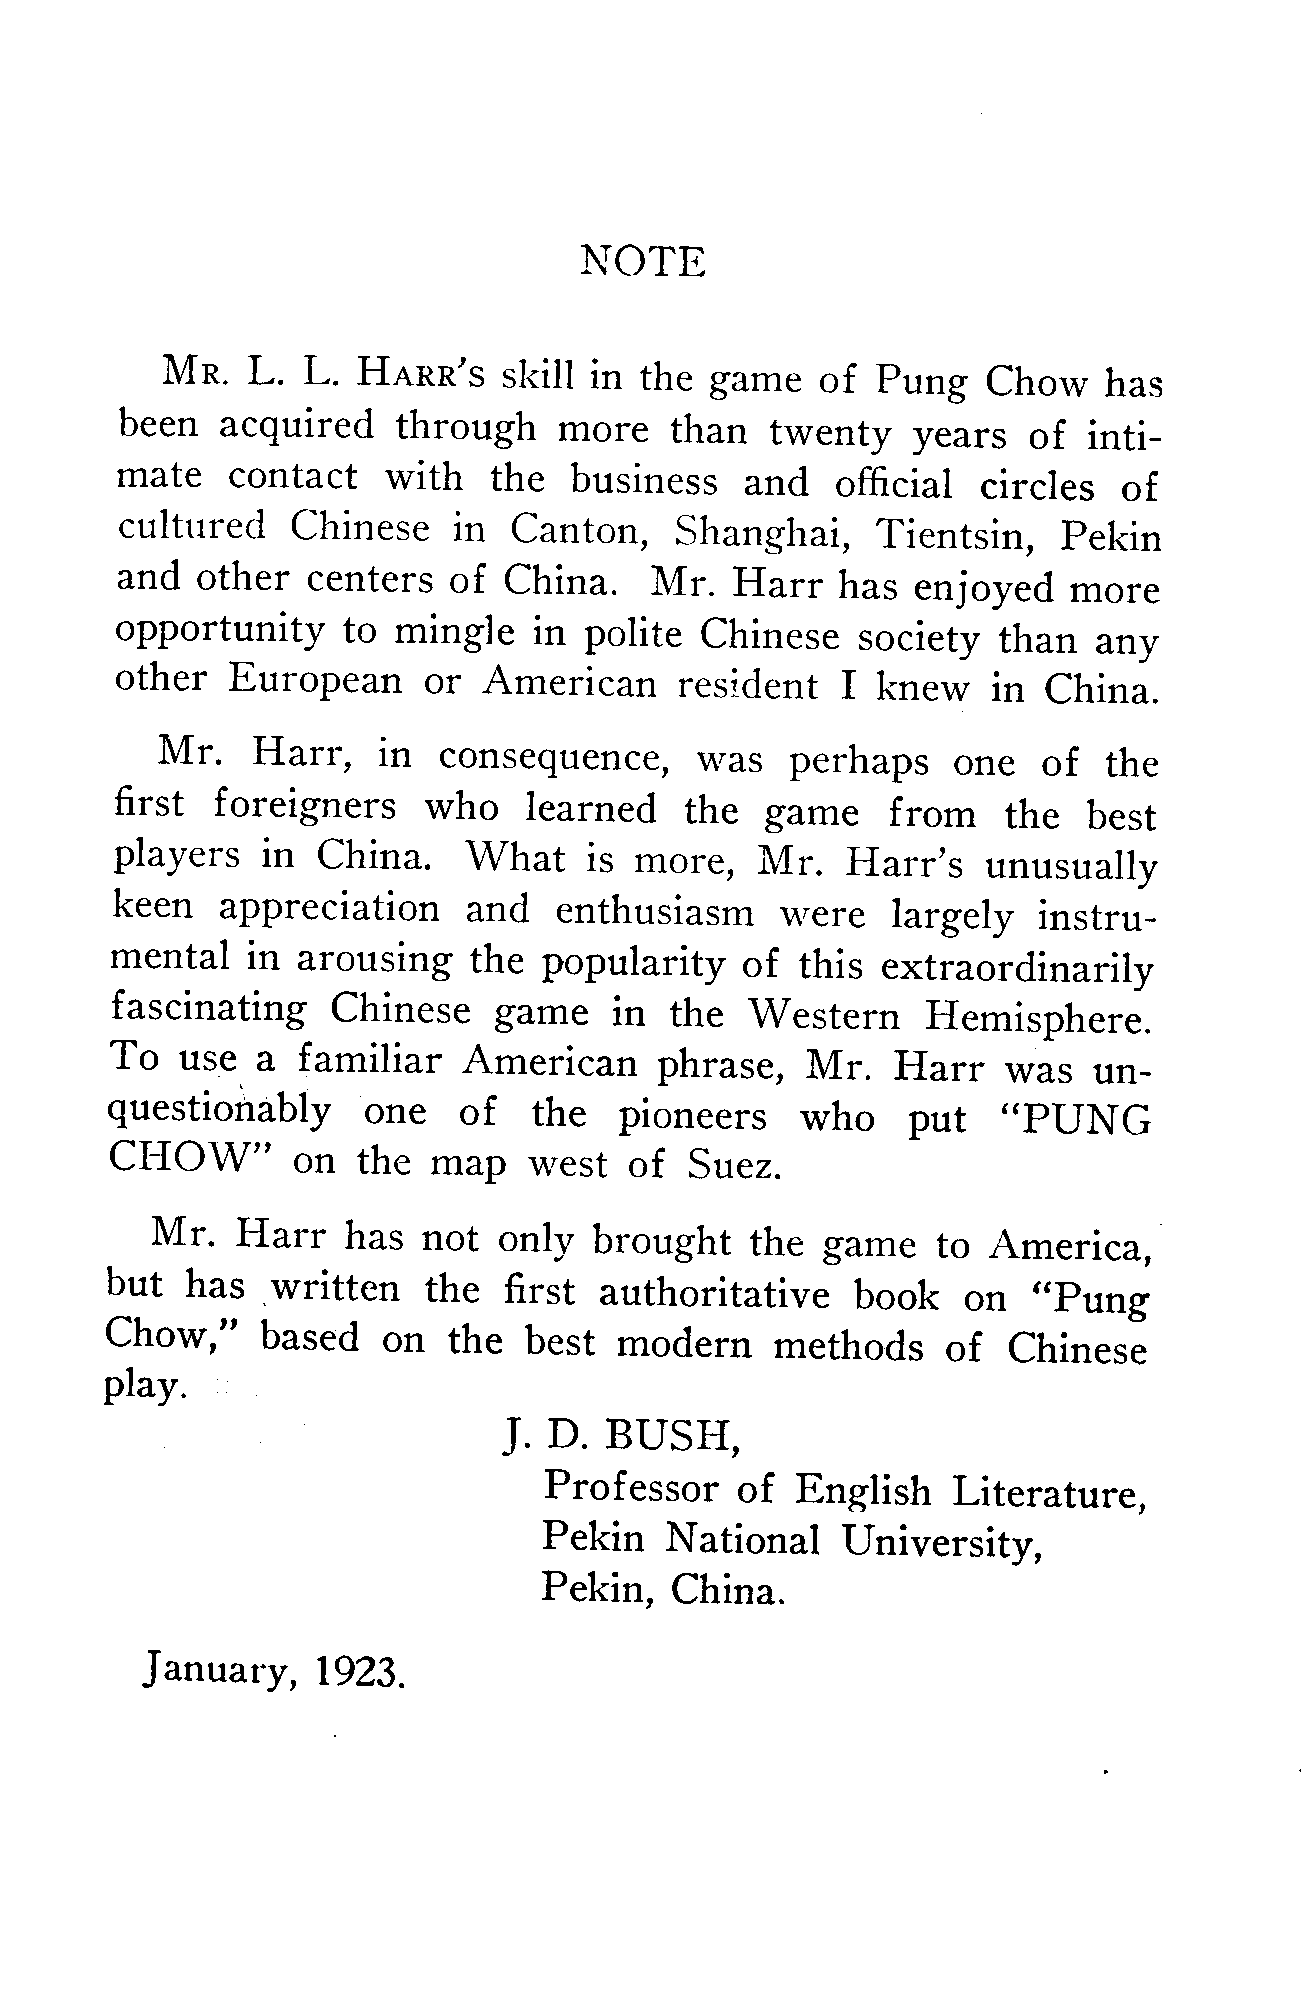 NOTE
MR. L. L. HARR'S skill in the game of Pung Chow has
been acquired through more than twenty years of inti-
mate contact with the business and official circles of
cultured Chinese in Canton, Shanghai, Tientsin, Pekin
and other centers of China. Mr. Harr has enjoyed more
opportunity to mingle in polite Chinese society than any
other European or American resident I knew in China.
Mr. Harr, in consequence, was perhaps one of the
first foreigners who learned the game from the best
players in China. What is more, Mr. Harr's unusually
keen appreciation and enthusiasm were largely instru-
mental in arousing the popularity of this extraordinarily
fascinating Chinese game in the Western Hemisphere.
To use a familiar American phrase, Mr. Harr was un-
questionably one of the pioneers who put "PUNG
CHOW" on the map west of Suez.
Mr. Harr has not only brought the game to America,
but has written the first authoritative book on "Pung
Chow," based on the best modern methods of Chinese
play.
J. D. BUSH,
Professor of English Literature,
Pekin National University,
Pekin, China.
January, 1923.